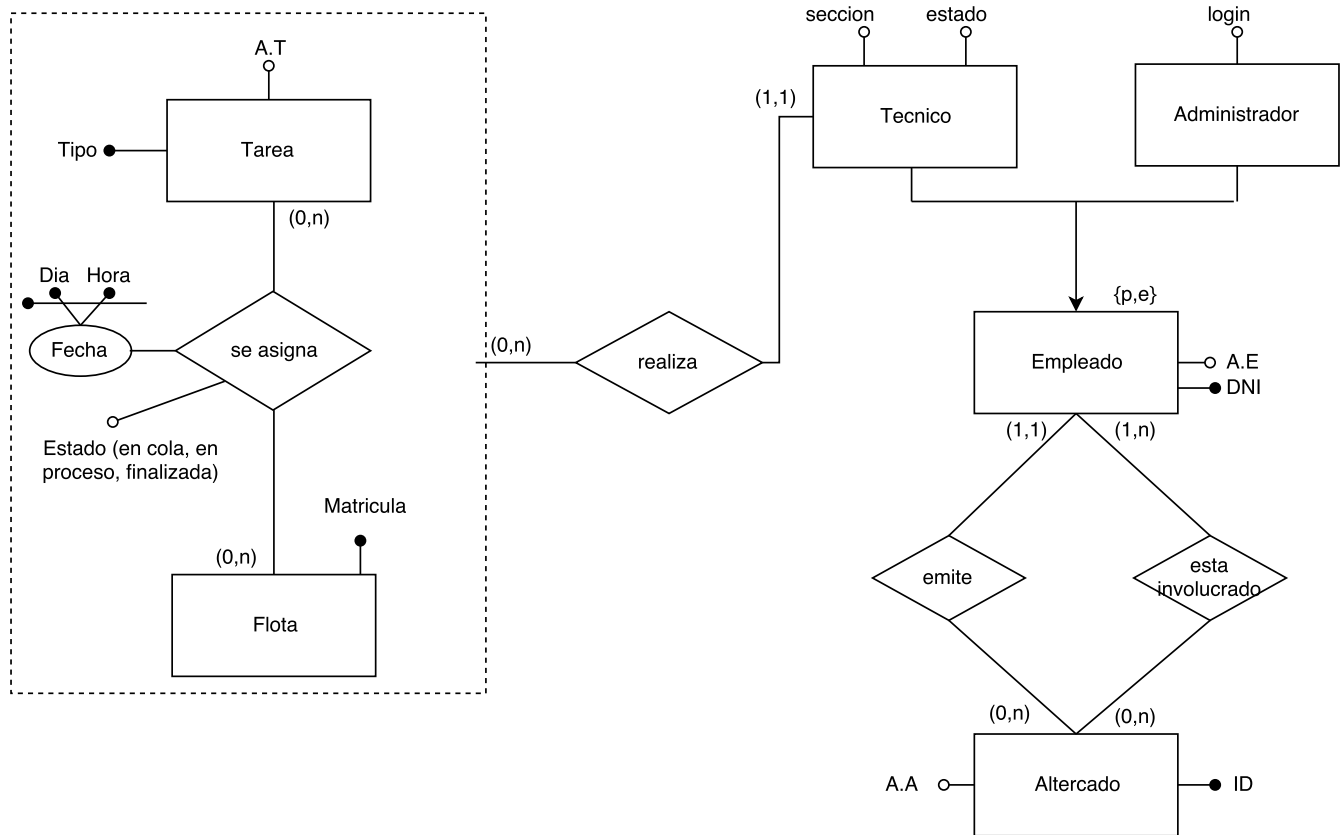 seccion
estado
login
A.T
(1,1)
Tecnico
Administrador
Tipo
Tarea
(0,n)
Dia
Hora
{p,e}
Fecha
se asigna
(0,n)
realiza
Empleado
A.E
DNI
Estado (en cola, en
proceso, finalizada)
(1,1)
(1,n)
Matricula
(0,n)
emite
esta
involucrado
Flota
(0,n)
(0,n)
A.A
Altercado
ID